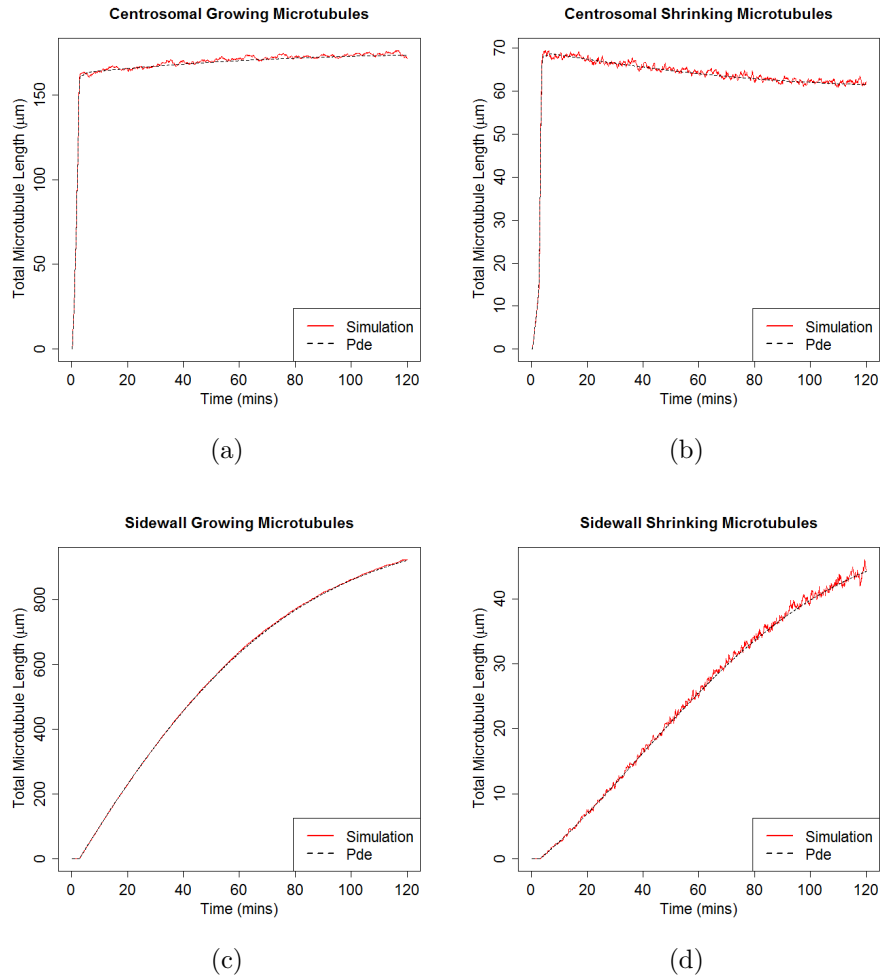 Centrosomal Growing Microtubules
Total Microtubule Length (μm)
150
100
50
0
Simulation
Pde
0 20 40 60 80 100 120
Time (mins)
(a)
Centrosomal Shrinking Microtubules
Total Microtubule Length (μm)
70
60
50
40
30
20
10
0
Simulation
Pde
0 20 40 60 80 100 120
Time (mins)
(b)
Sidewall Growing Microtubules
Total Microtubule Length (μm)
800
600
400
200
0
Simulation
Pde
0 20 40 60 80 100 120
Time (mins)
(c)
Sidewall Shrinking Microtubules
Total Microtubule Length (μm)
40
30
20
10
0
Simulation
Pde
0 20 40 60 80 100 120
Time (mins)
(d)